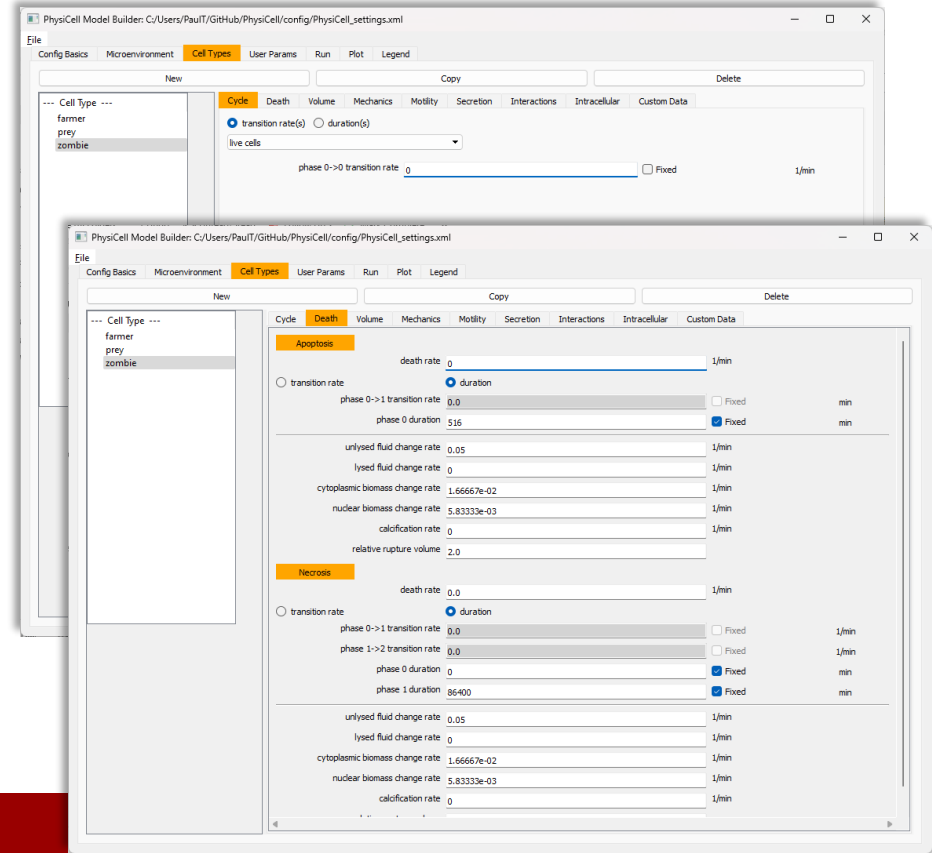 PhysiCell Model Builder: C:/Users/PaulT/GitHub/PhysiCell/config/PhysiCell_settings.xml
File
Config Basics Microenvironment Cell Types User Params Run Plot Legend
New Copy Delete
--- Cell Type ---
farmer
prey
zombie
Cycle Death Volume Mechanics Motility Secretion Interactions Intracellular Custom Data
transition rate(s) duration(s)
live cells
phase 0->0 transition rate 0 Fixed 1/min
PhysiCell Model Builder: C:/Users/PaulT/GitHub/PhysiCell/config/PhysiCell_settings.xml
File
Config Basics Microenvironment Cell Types User Params Run Plot Legend
New Copy Delete
--- Cell Type ---
farmer
prey
zombie
Cycle Death Volume Mechanics Motility Secretion Interactions Intracellular Custom Data
Apoptosis
death rate 0 1/min
transition rate duration
phase 0->1 transition rate 0.0 Fixed min
phase 0 duration 516 Fixed min
unlysed fluid change rate 0.05 1/min
lysed fluid change rate 0 1/min
cytoplasmic biomass change rate 1.66667e-02 1/min
nuclear biomass change rate 5.83333e-03 1/min
calcification rate 0 1/min
relative rupture volume 2.0
Necrosis
death rate 0.0 1/min
transition rate duration
phase 0->1 transition rate 0.0 Fixed 1/min
phase 1->2 transition rate 0.0 Fixed 1/min
phase 0 duration 0 Fixed min
phase 1 duration 86400 Fixed min
unlysed fluid change rate 0.05 1/min
lysed fluid change rate 0 1/min
cytoplasmic biomass change rate 1.66667e-02 1/min
nuclear biomass change rate 5.83333e-03 1/min
calcification rate 0 1/min